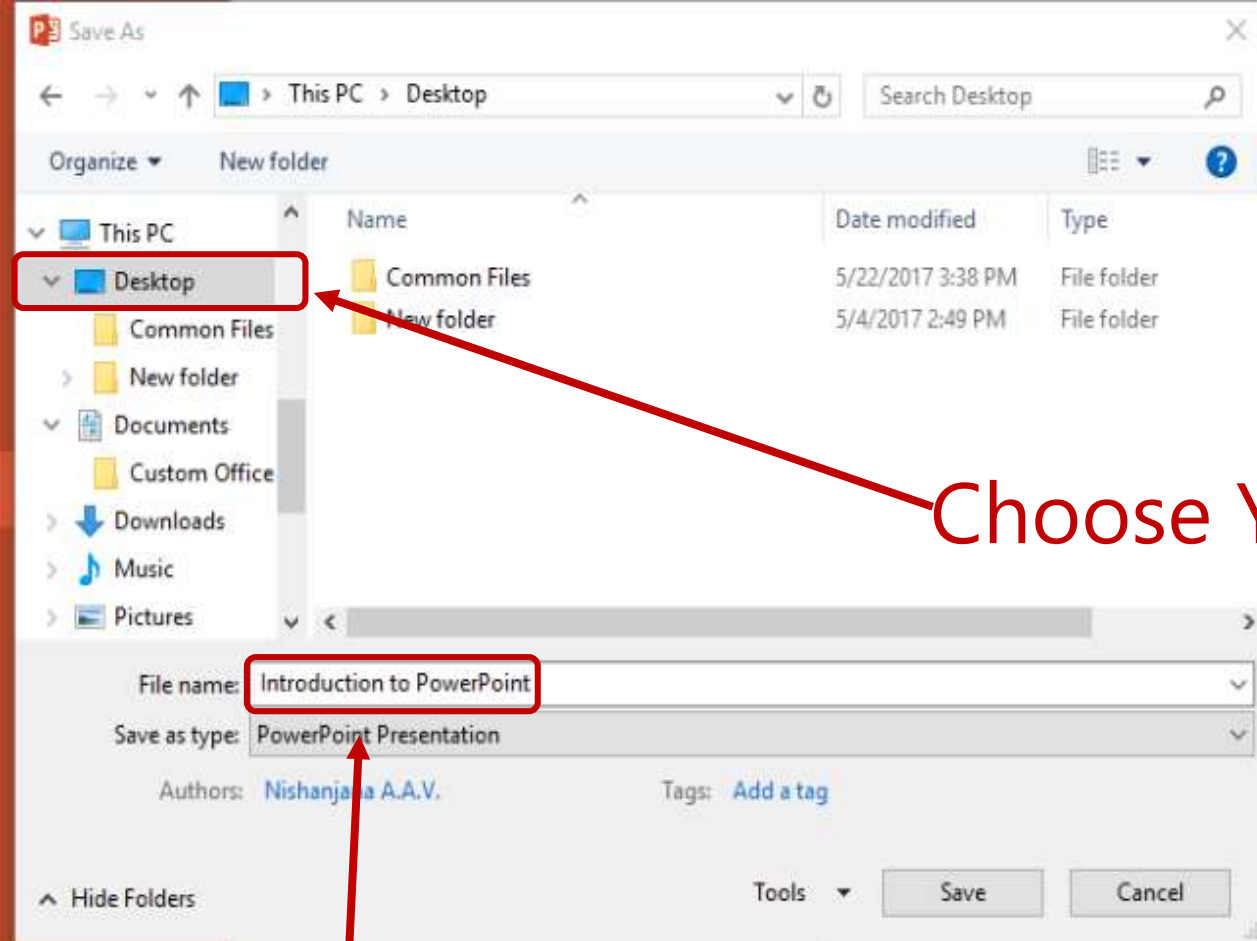 Save As
This PC > Desktop
Search Desktop
Organize
New folder
Name
Date modified
Type
This PC
Desktop
Common Files
New folder
Documents
Custom Office
Downloads
Music
Pictures
Common Files 5/22/2017 3:38 PM File folder
New folder 5/4/2017 2:49 PM File folder
Choose
File name: Introduction to PowerPoint
Save as type: PowerPoint Presentation
Authors: Nishanjana A.A.V. Tags: Add a tag
Hide Folders
Tools
Save
Cancel